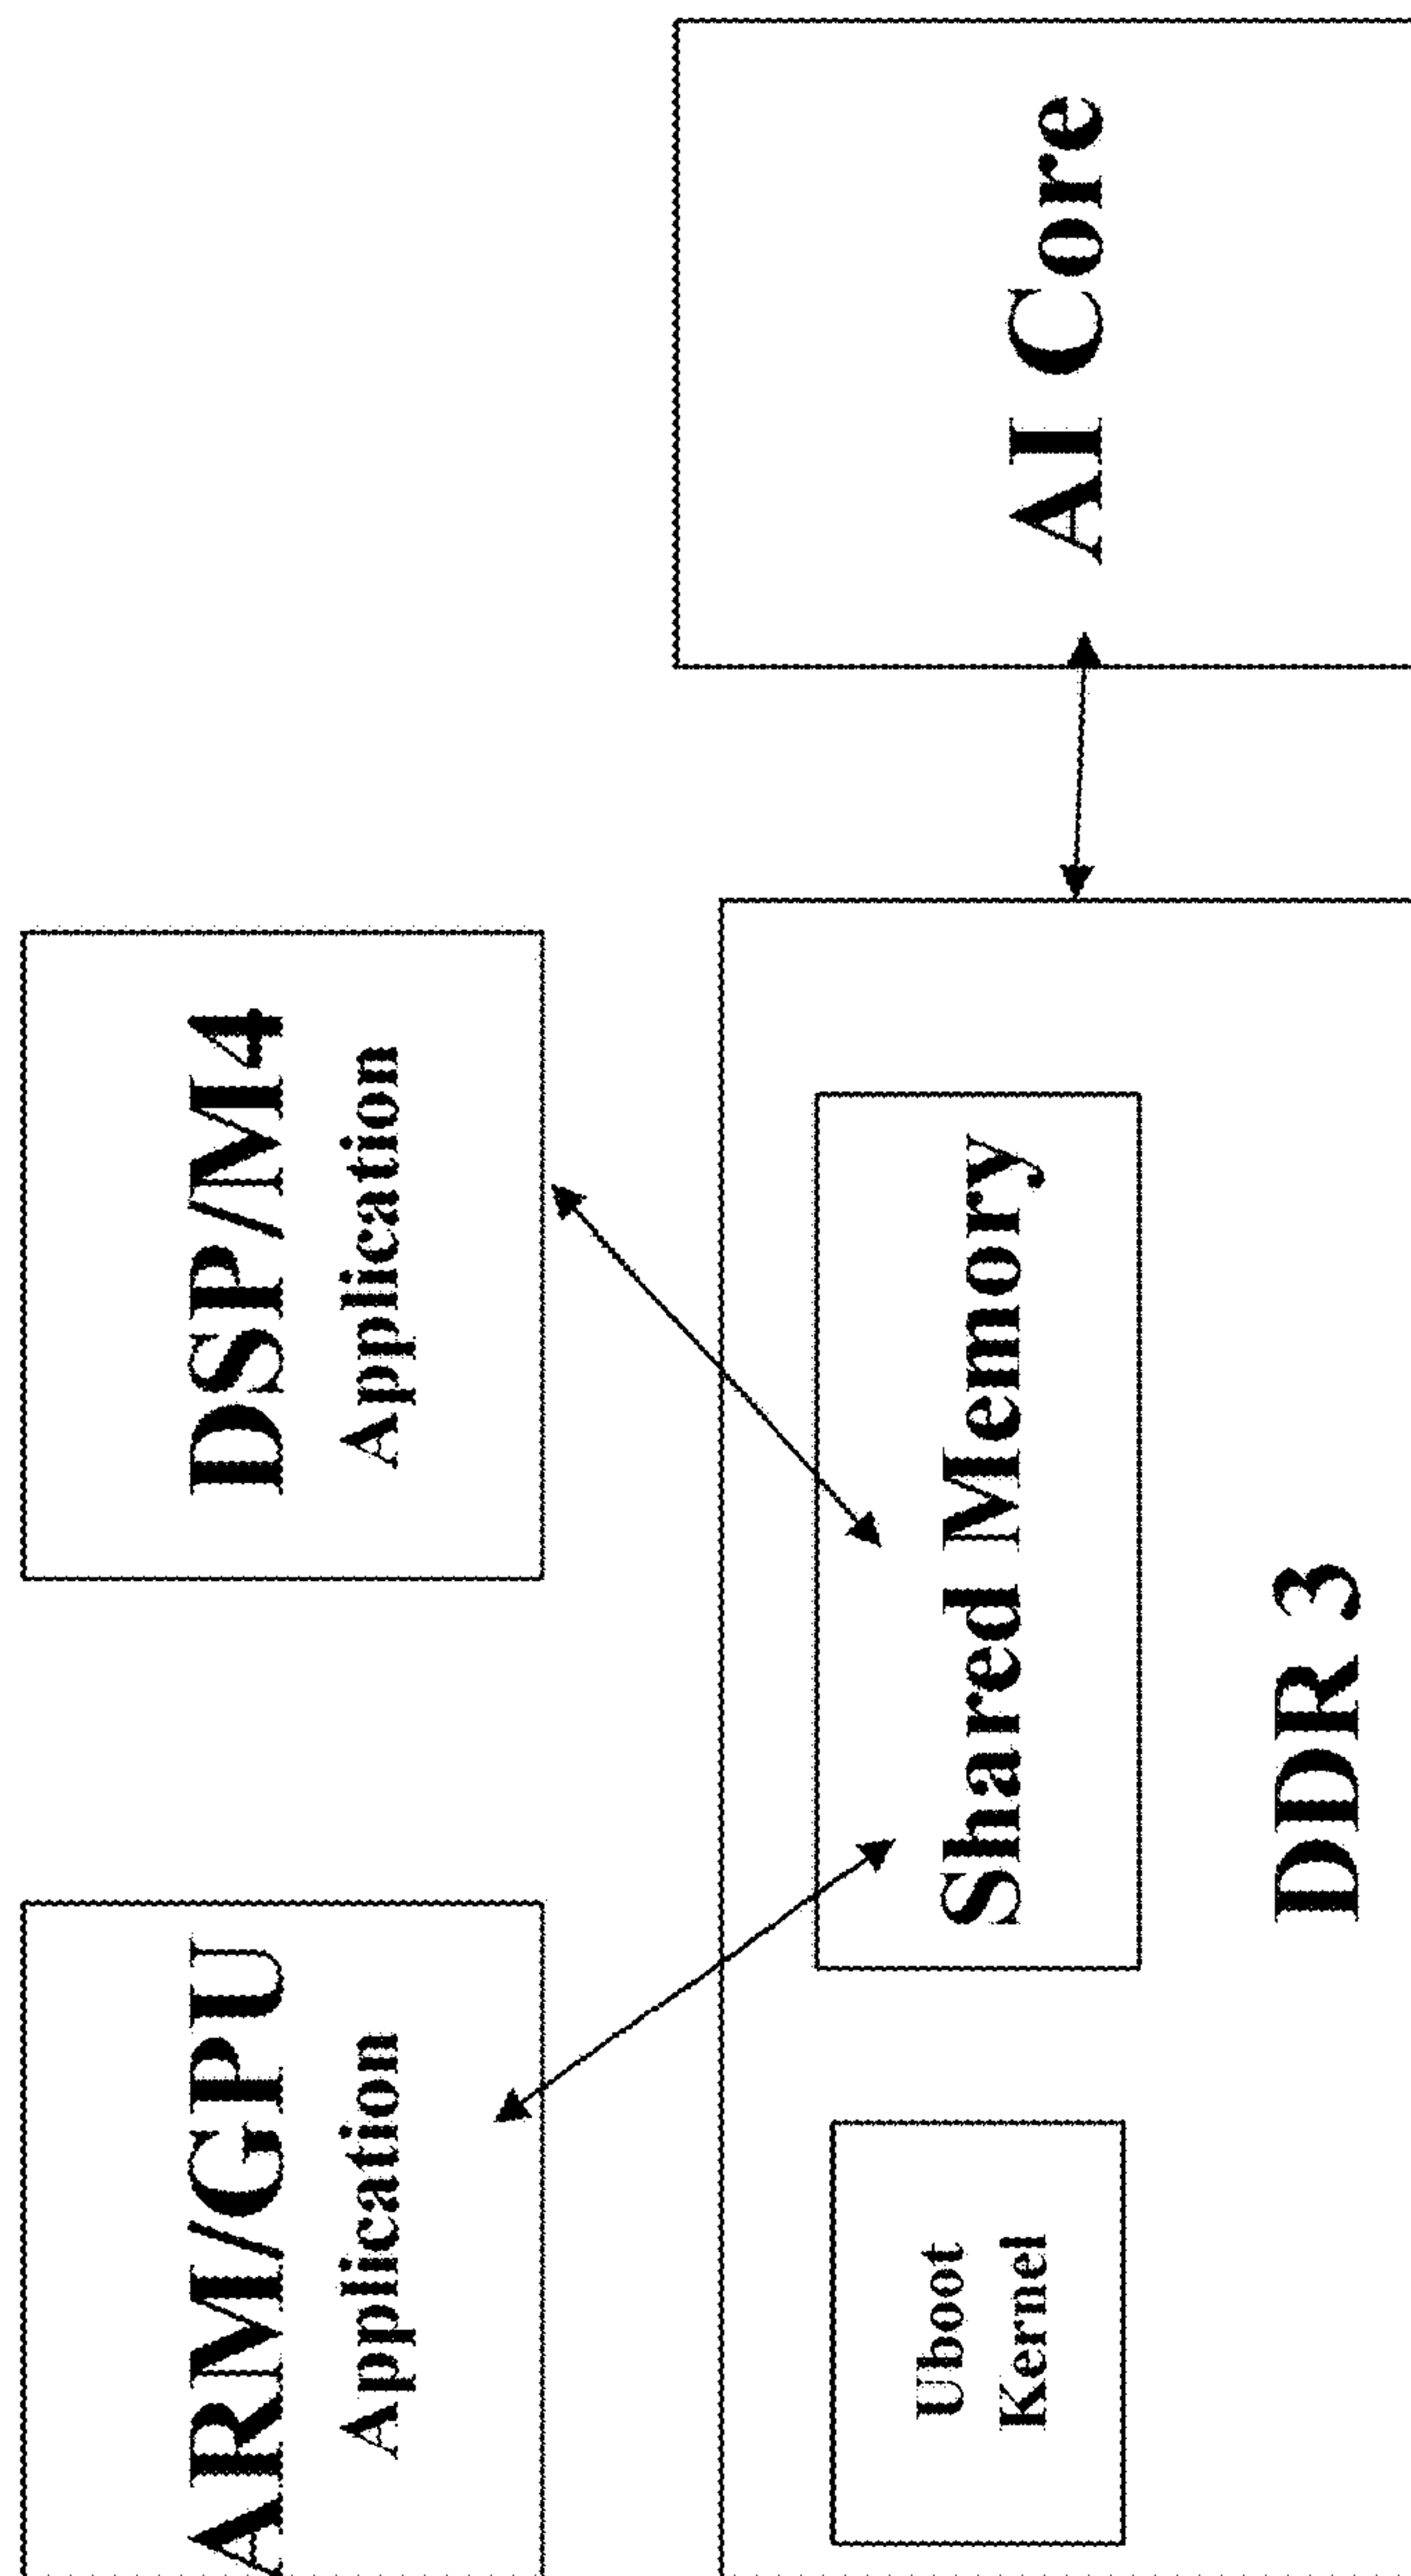 ARM/GPU
Application
DSP/M4
Application
Uboot
Kernel
Shared Memory
DDR 3
AI Core